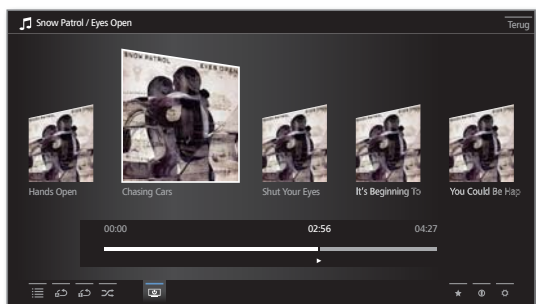 Snow Patrol / Eyes Open
Terug
SNOW PATROL EYES OPEN
Hands Open
Chasing Cars
Shut Your Eyes
It's Beginning To
You Could Be Hap
00:00 02:56 04:27